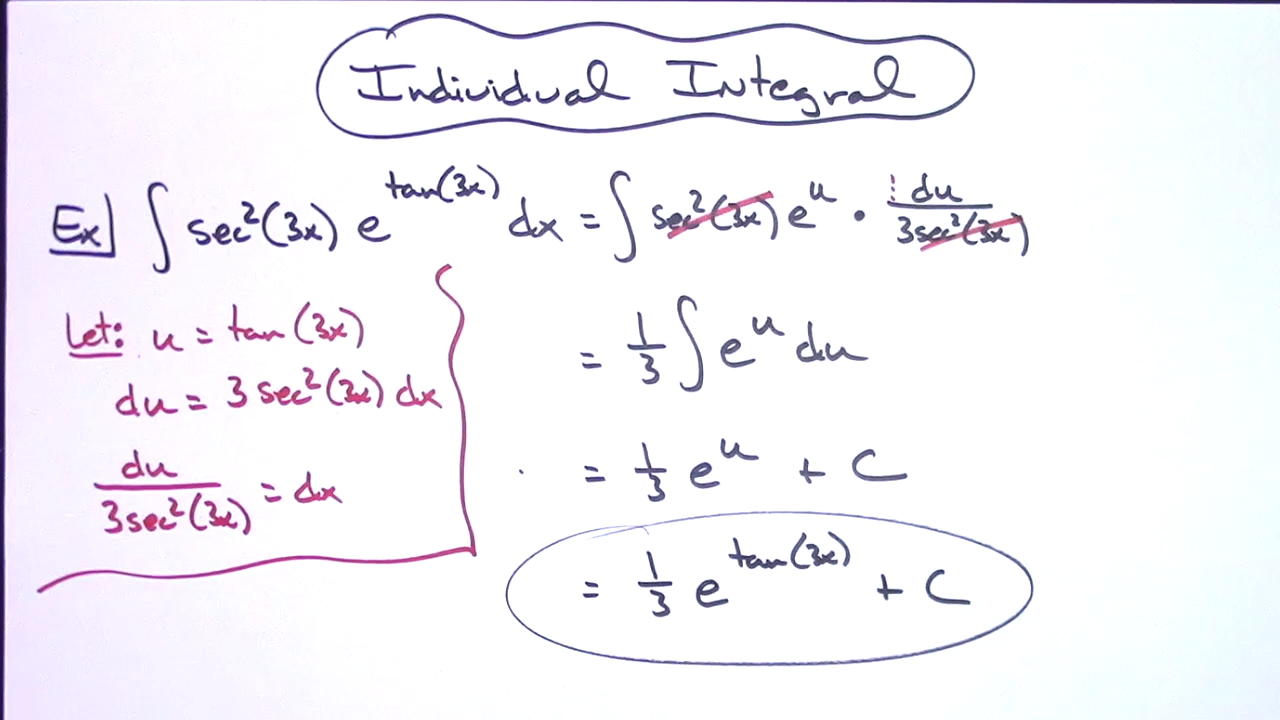 Individual Integral
Ex ∫ sec²(3x) e^tan(3x) dx = ∫ sec²(3x) e^u · du/3sec²(3x)
Let: u = tan(3x)
du = 3 sec²(3x) dx
du/3sec²(3x) = dx
= 1/3 ∫ e^u du
= 1/3 e^u + C
= 1/3 e^tan(3x) + C